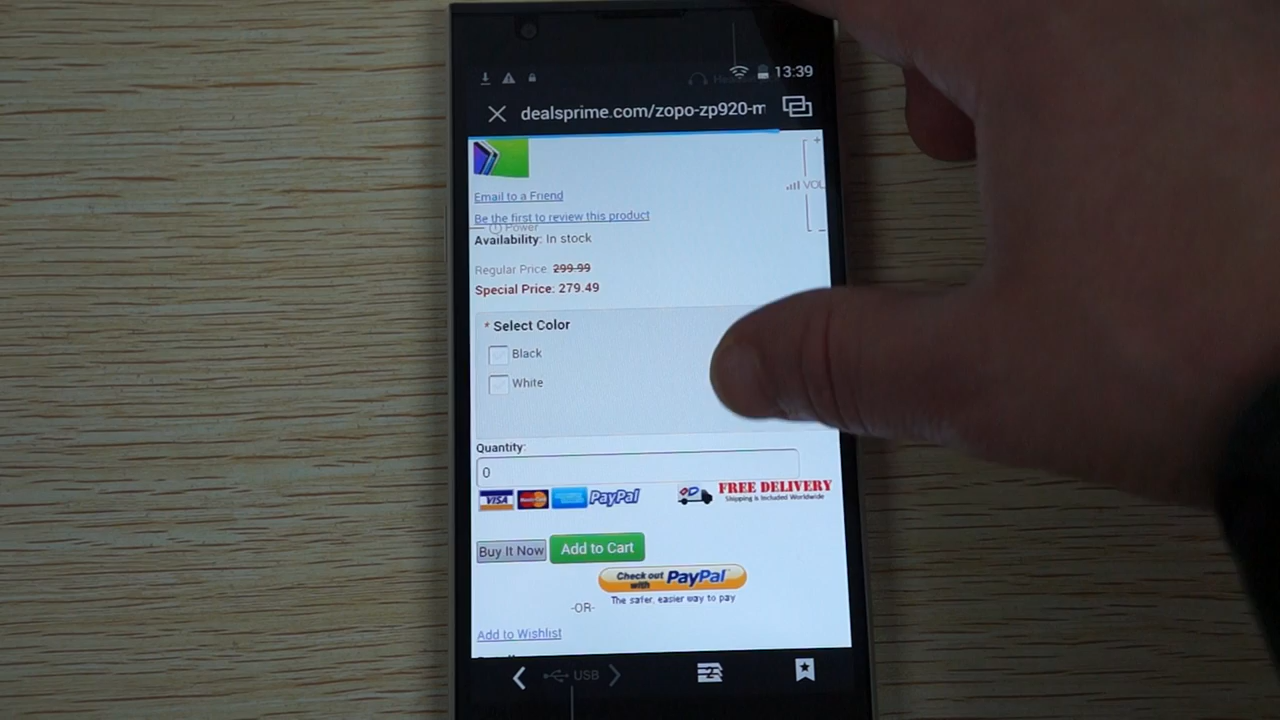 13:39
dealsprime.com/zopo-zp920-m
Email to a Friend
VOL
Be the first to review this product
Power
Availability: In stock
Regular Price: 299.99
Special Price: 279.49
* Select Color
Black
White
Quantity:
0
VISA MasterCard PayPal
FREE DELIVERY
Shipping is Included Worldwide
Buy It Now Add to Cart
Check out with PayPal
The safer, easier way to pay
-OR-
Add to Wishlist
USB